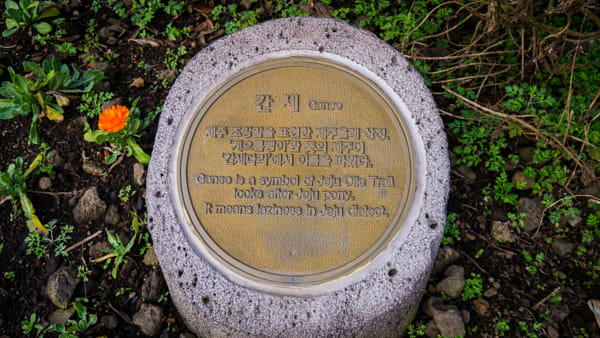 간세 Ganse
제주 조랑말을 표현한 제주올레 상징.
'게으름뱅이'란 뜻의 제주어
'간세다리'에서 이름을 따왔다.
Ganse is a symbol of Jeju Olle Trail
looks after Jeju pony.
It means laziness in Jeju dialect.